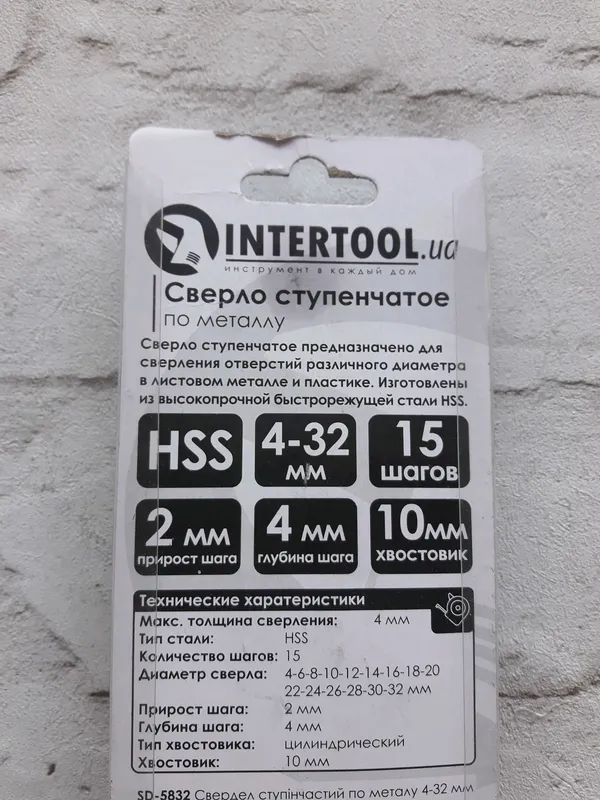 INTERTOOL.ua
инструмент в каждый дом
Сверло ступенчатое
по металлу
Сверло ступенчатое предназначено для
сверления отверстий различного диаметра
в листовом металле и пластике. Изготовлены
из высокопрочной быстрорежущей стали HSS.
HSS
4-32
мм
15
шагов
2 мм
прирост шага
4 мм
глубина шага
10мм
хвостовик
Технические харатеристики
Макс. толщина сверления: 4 мм
Тип стали: HSS
Количество шагов: 15
Диаметр сверла: 4-6-8-10-12-14-16-18-20
22-24-26-28-30-32 мм
Прирост шага: 2 мм
Глубина шага: 4 мм
Тип хвостовика: цилиндрический
Хвостовик: 10 мм
SD-5832 Свердел ступінчастий по металу 4-32 мм